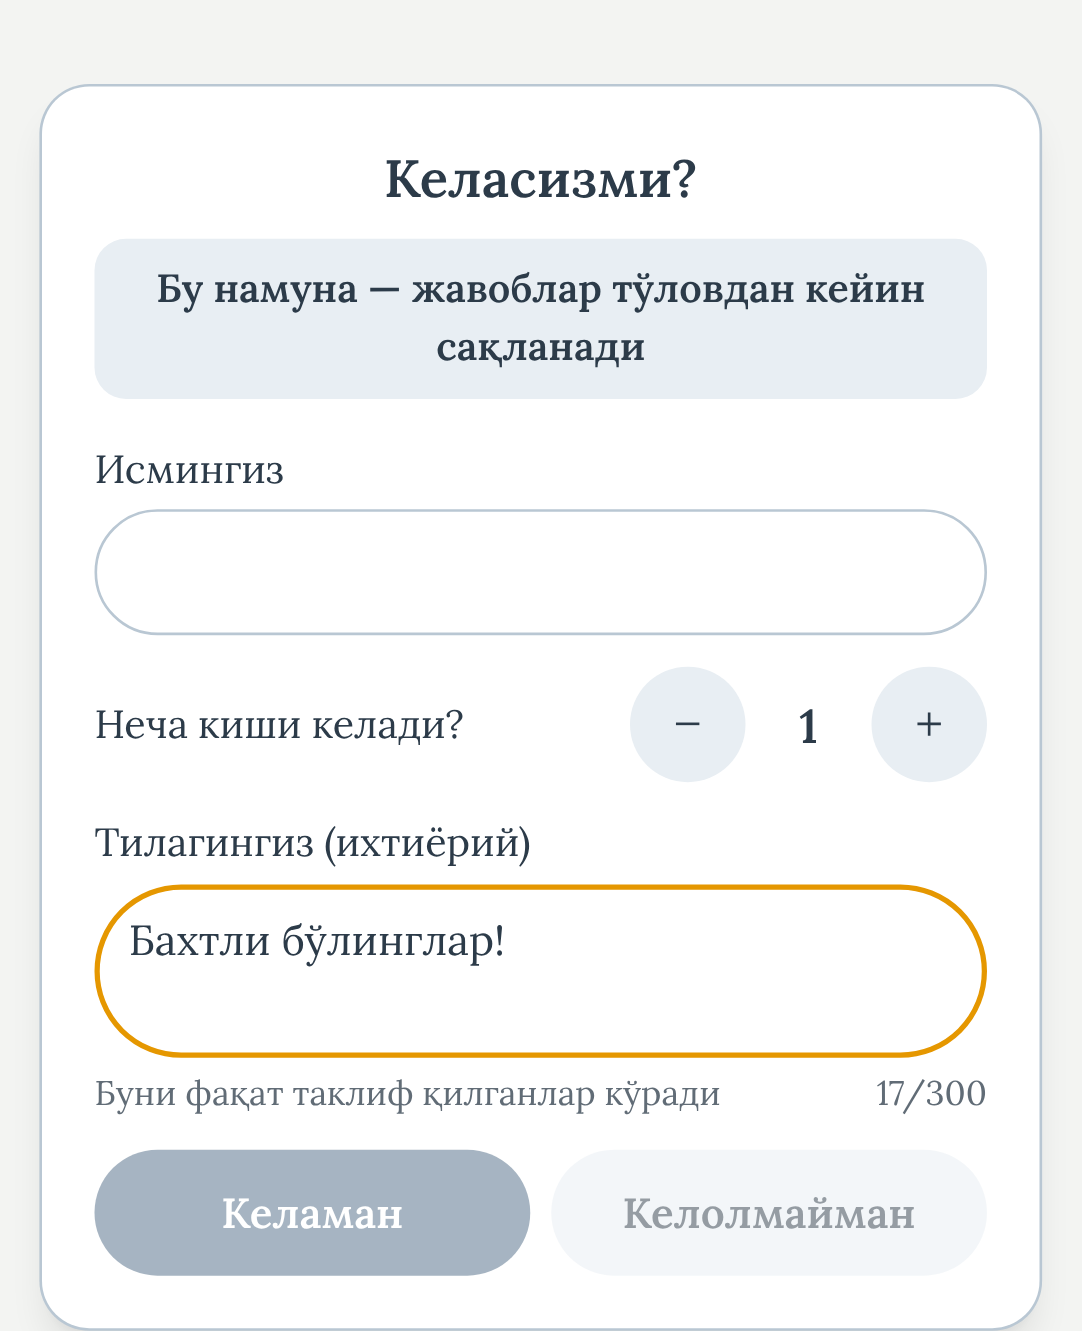 Келасизми?
Бу намуна — жавоблар тўловдан кейин
сақланади
Исмингиз
Неча киши келади? − 1 +
Тилагингиз (ихтиёрий)
Бахтли бўлинглар!
Буни фақат таклиф қилганлар кўради 17/300
Келаман Келолмайман